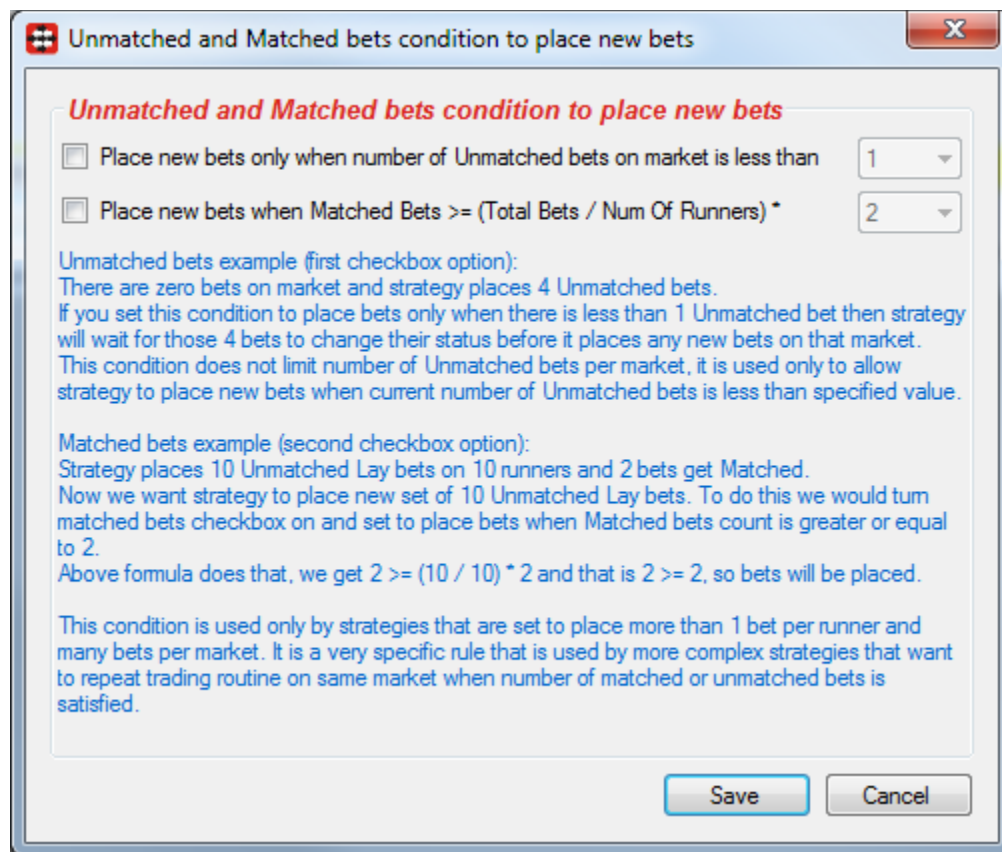 Unmatched and Matched bets condition to place new bets
Unmatched and Matched bets condition to place new bets
Place new bets only when number of Unmatched bets on market is less than 1
Place new bets when Matched Bets >= (Total Bets / Num Of Runners) * 2
Unmatched bets example (first checkbox option):
There are zero bets on market and strategy places 4 Unmatched bets.
If you set this condition to place bets only when there is less than 1 Unmatched bet then strategy
will wait for those 4 bets to change their status before it places any new bets on that market.
This condition does not limit number of Unmatched bets per market, it is used only to allow
strategy to place new bets when current number of Unmatched bets is less than specified value.
Matched bets example (second checkbox option):
Strategy places 10 Unmatched Lay bets on 10 runners and 2 bets get Matched.
Now we want strategy to place new set of 10 Unmatched Lay bets. To do this we would turn
matched bets checkbox on and set to place bets when Matched bets count is greater or equal
to 2.
Above formula does that, we get 2 >= (10 / 10) * 2 and that is 2 >= 2, so bets will be placed.
This condition is used only by strategies that are set to place more than 1 bet per runner and
many bets per market. It is a very specific rule that is used by more complex strategies that want
to repeat trading routine on same market when number of matched or unmatched bets is
satisfied.
Save Cancel